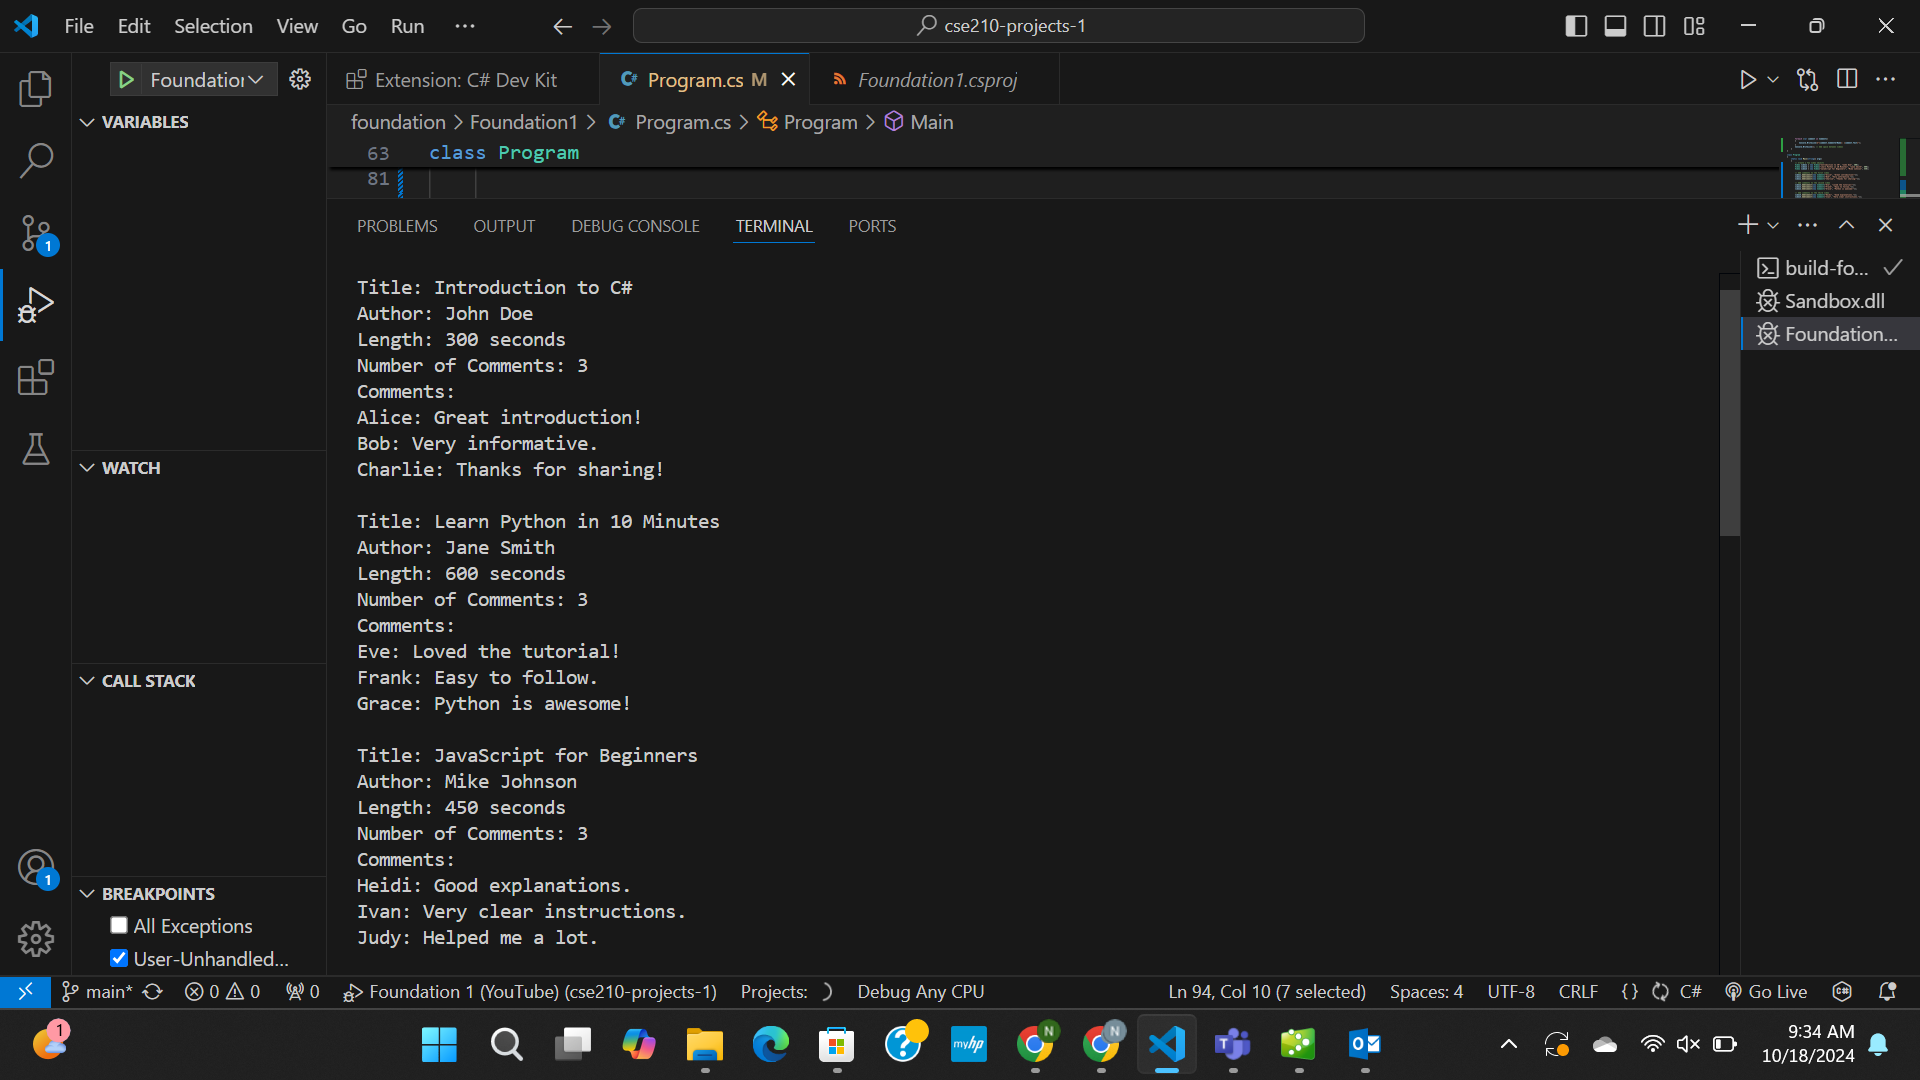 File Edit Selection View Go Run ...
cse210-projects-1
Foundation
Extension: C# Dev Kit
C# Program.cs M
Foundation1.csproj
VARIABLES
foundation > Foundation1 > C# Program.cs > Program > Main
63 class Program
81
PROBLEMS OUTPUT DEBUG CONSOLE TERMINAL PORTS
build-fo...
Sandbox.dll
Foundation...
Title: Introduction to C#
Author: John Doe
Length: 300 seconds
Number of Comments: 3
Comments:
Alice: Great introduction!
Bob: Very informative.
Charlie: Thanks for sharing!
Title: Learn Python in 10 Minutes
Author: Jane Smith
Length: 600 seconds
Number of Comments: 3
Comments:
Eve: Loved the tutorial!
Frank: Easy to follow.
Grace: Python is awesome!
Title: JavaScript for Beginners
Author: Mike Johnson
Length: 450 seconds
Number of Comments: 3
Comments:
Heidi: Good explanations.
Ivan: Very clear instructions.
Judy: Helped me a lot.
WATCH
CALL STACK
BREAKPOINTS
All Exceptions
User-Unhandled...
1
1
main* 0 0 0 Foundation 1 (YouTube) (cse210-projects-1) Projects: Debug Any CPU Ln 94, Col 10 (7 selected) Spaces: 4 UTF-8 CRLF {} C# Go Live
1
myhp
N
N
9:34 AM
10/18/2024